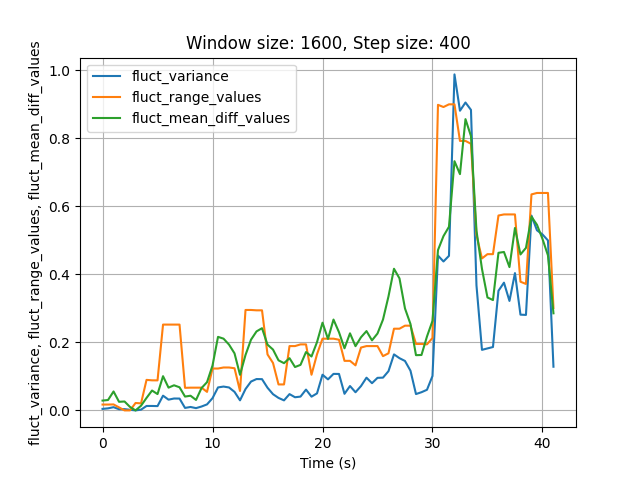 Window size: 1600, Step size: 400
fluct_variance, fluct_range_values, fluct_mean_diff_values
1.0
0.8
0.6
0.4
0.2
0.0
fluct_variance
fluct_range_values
fluct_mean_diff_values
0
10
20
30
40
Time (s)